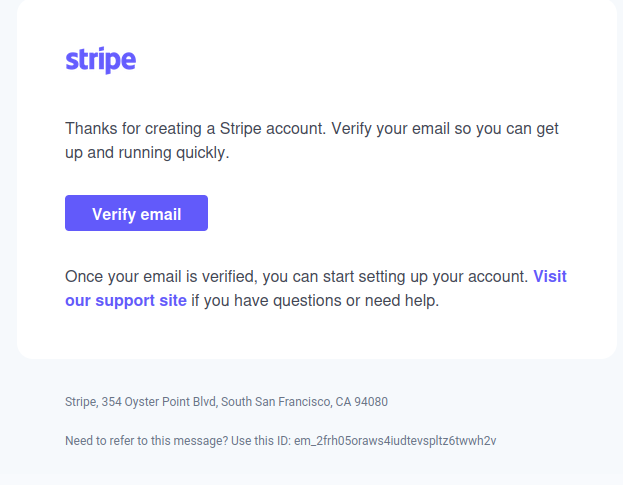 stripe
Thanks for creating a Stripe account. Verify your email so you can get
up and running quickly.
Verify email
Once your email is verified, you can start setting up your account. Visit
our support site if you have questions or need help.
Stripe, 354 Oyster Point Blvd, South San Francisco, CA 94080
Need to refer to this message? Use this ID: em_2frh05oraws4iudtevspltz6twwh2v